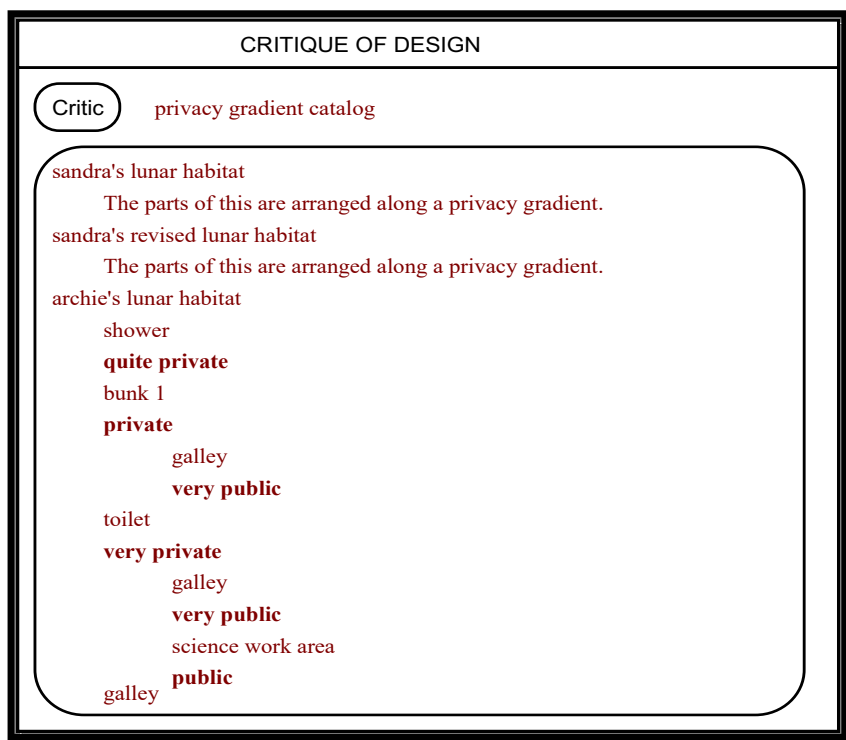 CRITIQUE OF DESIGN
Critic privacy gradient catalog
sandra's lunar habitat
The parts of this are arranged along a privacy gradient.
sandra's revised lunar habitat
The parts of this are arranged along a privacy gradient.
archie's lunar habitat
shower
quite private
bunk 1
private
galley
very public
toilet
very private
galley
very public
science work area
public
galley